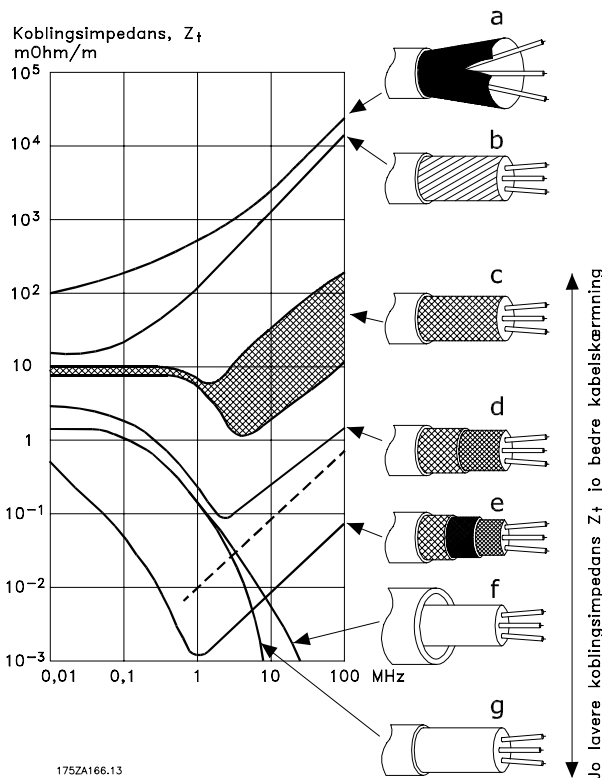 Koblingsimpedans, Zt
mOhm/m
10⁵
10⁴
10³
10²
10
1
10⁻¹
10⁻²
10⁻³
0,01 0,1 1 10 100 MHz
a
b
c
d
e
f
g
Jo lavere koblingsimpedans Zt jo bedre kabelskærmning
175ZA166.13